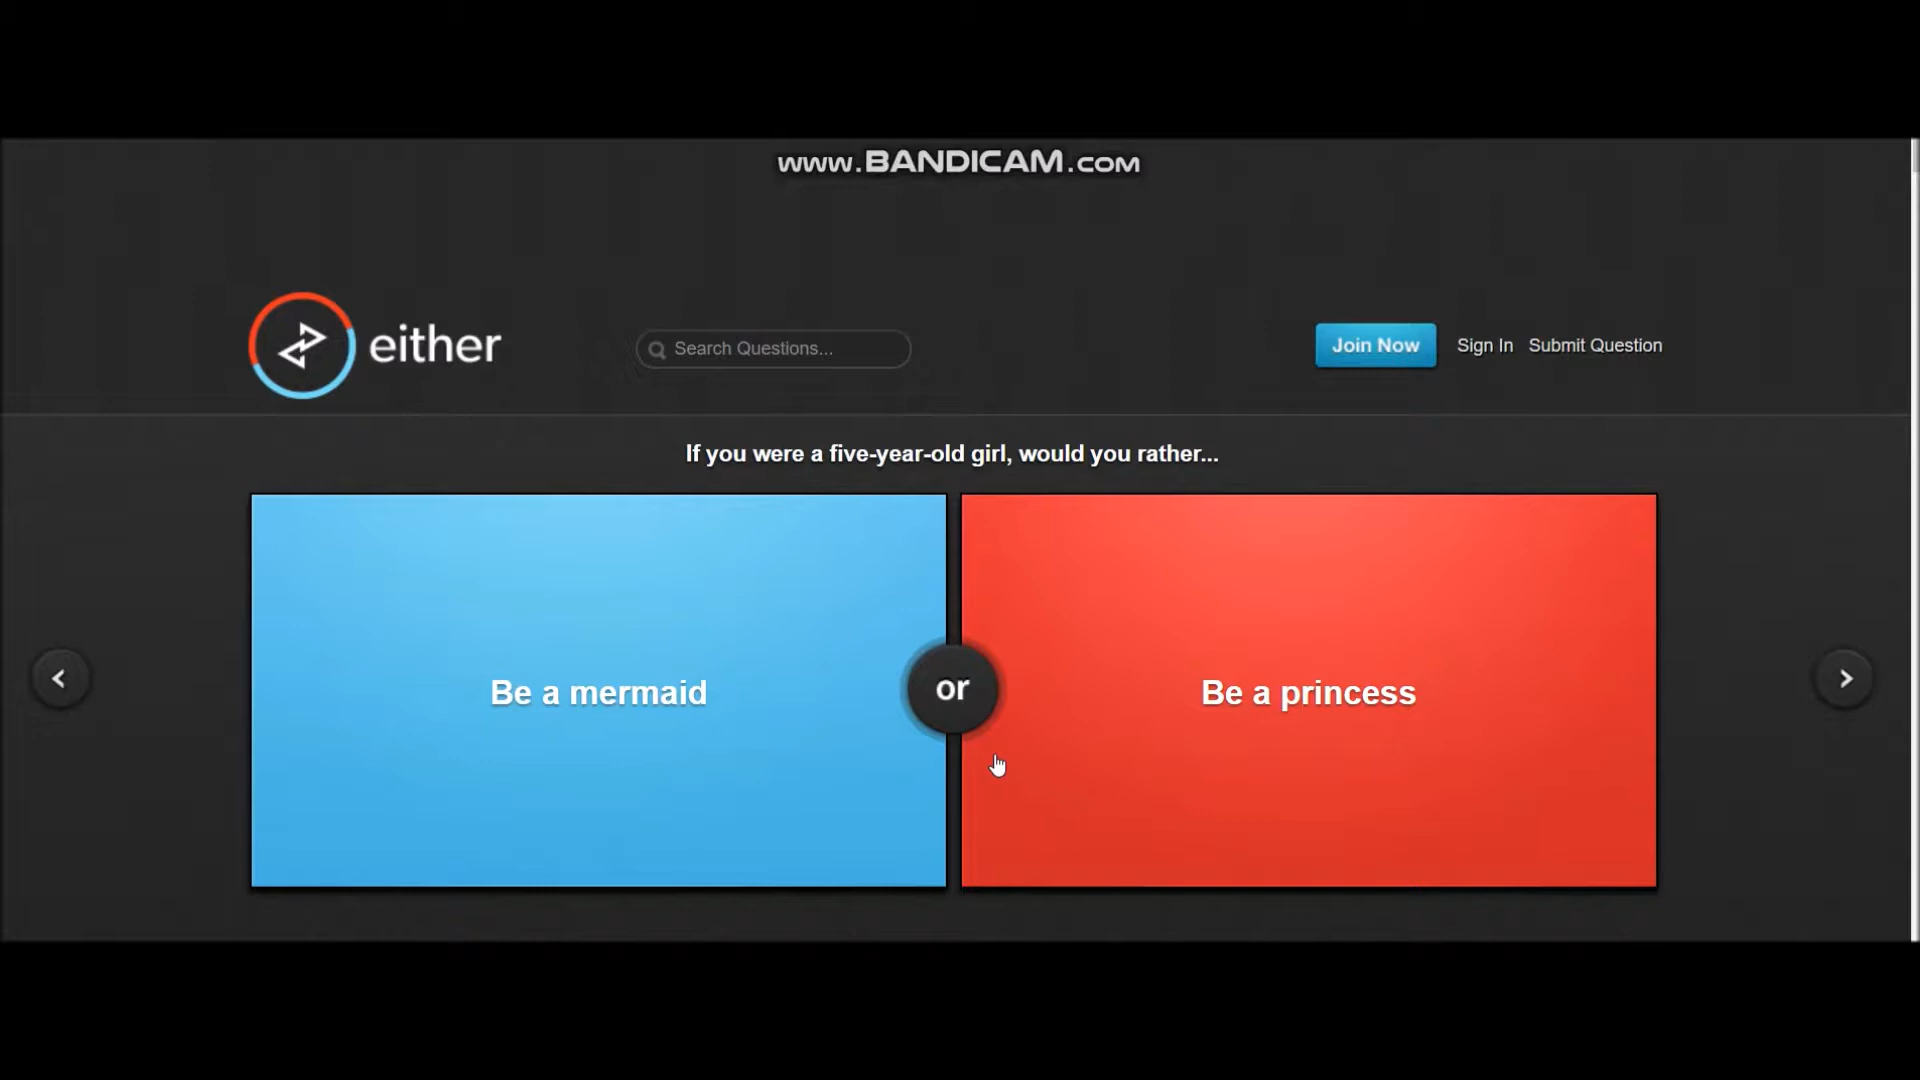 www.BANDICAM.com
either
Search Questions...
Join Now
Sign In
Submit Question
If you were a five-year-old girl, would you rather...
Be a mermaid
or
Be a princess